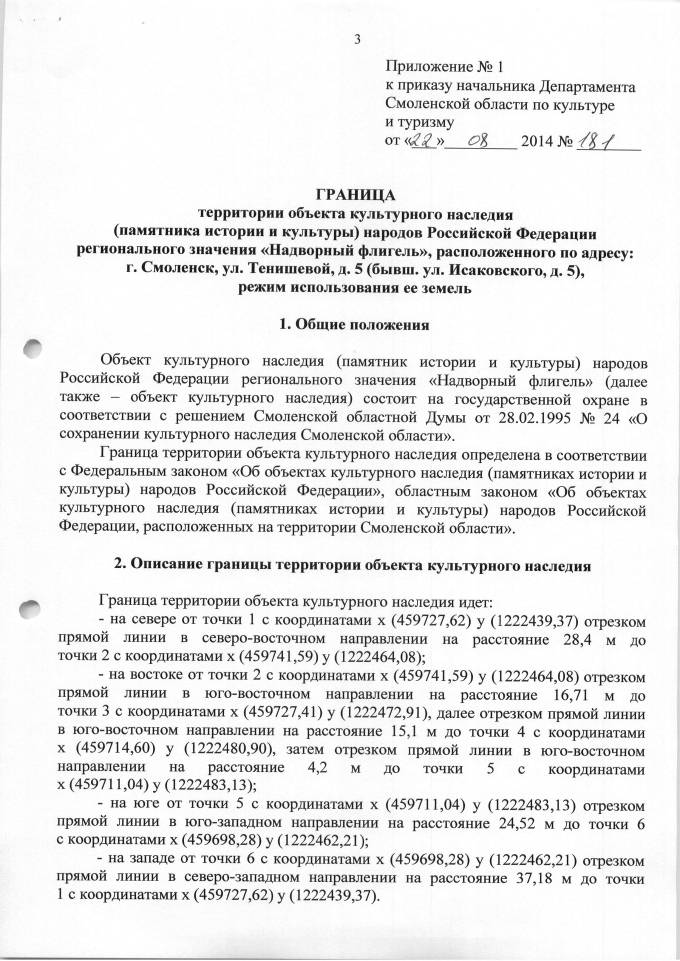 3
Приложение № 1
к приказу начальника Департамента
Смоленской области по культуре
и туризму
от «22» 08 2014 № 181
ГРАНИЦА
территории объекта культурного наследия
(памятника истории и культуры) народов Российской Федерации
регионального значения «Надворный флигель», расположенного по адресу:
г. Смоленск, ул. Тенишевой, д. 5 (бывш. ул. Исаковского, д. 5),
режим использования ее земель
1. Общие положения
Объект культурного наследия (памятник истории и культуры) народов
Российской Федерации регионального значения «Надворный флигель» (далее
также – объект культурного наследия) состоит на государственной охране в
соответствии с решением Смоленской областной Думы от 28.02.1995 № 24 «О
сохранении культурного наследия Смоленской области».
Граница территории объекта культурного наследия определена в соответствии
с Федеральным законом «Об объектах культурного наследия (памятниках истории и
культуры) народов Российской Федерации», областным законом «Об объектах
культурного наследия (памятниках истории и культуры) народов Российской
Федерации, расположенных на территории Смоленской области».
2. Описание границы территории объекта культурного наследия
Граница территории объекта культурного наследия идет:
- на севере от точки 1 с координатами х (459727,62) у (1222439,37) отрезком
прямой линии в северо-восточном направлении на расстояние 28,4 м до
точки 2 с координатами х (459741,59) у (1222464,08);
- на востоке от точки 2 с координатами х (459741,59) у (1222464,08) отрезком
прямой линии в юго-восточном направлении на расстояние 16,71 м до
точки 3 с координатами х (459727,41) у (1222472,91), далее отрезком прямой линии
в юго-восточном направлении на расстояние 15,1 м до точки 4 с координатами
х (459714,60) у (1222480,90), затем отрезком прямой линии в юго-восточном
направлении на расстояние 4,2 м до точки 5 с координатами
х (459711,04) у (1222483,13);
- на юге от точки 5 с координатами х (459711,04) у (1222483,13) отрезком
прямой линии в юго-западном направлении на расстояние 24,52 м до точки 6
с координатами х (459698,28) у (1222462,21);
- на западе от точки 6 с координатами х (459698,28) у (1222462,21) отрезком
прямой линии в северо-западном направлении на расстояние 37,18 м до точки
1 с координатами х (459727,62) у (1222439,37).